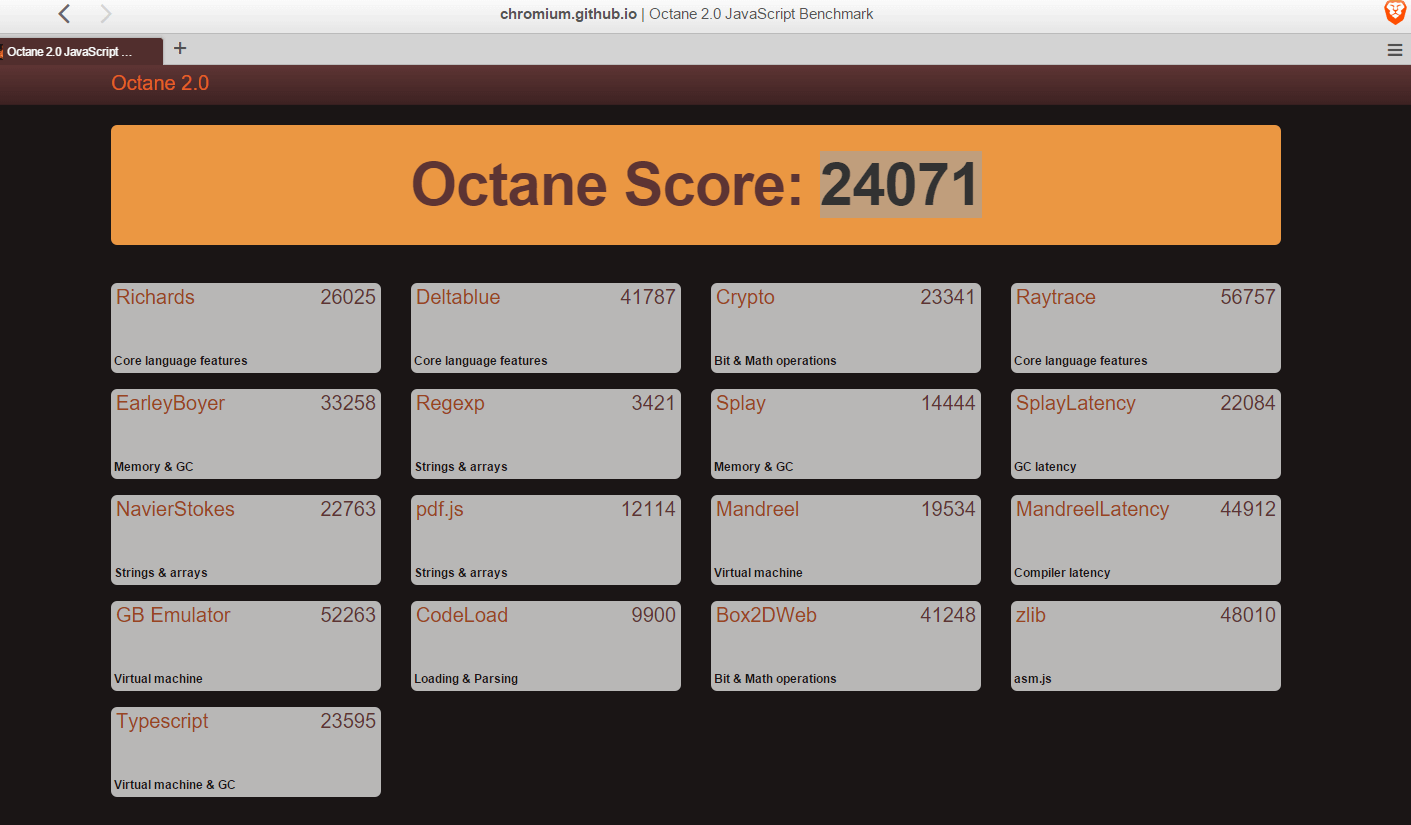 chromium.github.io | Octane 2.0 JavaScript Benchmark
Octane 2.0 JavaScript ...
Octane 2.0
Octane Score: 24071
Richards 26025
Core language features
Deltablue 41787
Core language features
Crypto 23341
Bit & Math operations
Raytrace 56757
Core language features
EarleyBoyer 33258
Memory & GC
Regexp 3421
Strings & arrays
Splay 14444
Memory & GC
SplayLatency 22084
GC latency
NavierStokes 22763
Strings & arrays
pdf.js 12114
Strings & arrays
Mandreel 19534
Virtual machine
MandreelLatency 44912
Compiler latency
GB Emulator 52263
Virtual machine
CodeLoad 9900
Loading & Parsing
Box2DWeb 41248
Bit & Math operations
zlib 48010
asm.js
Typescript 23595
Virtual machine & GC